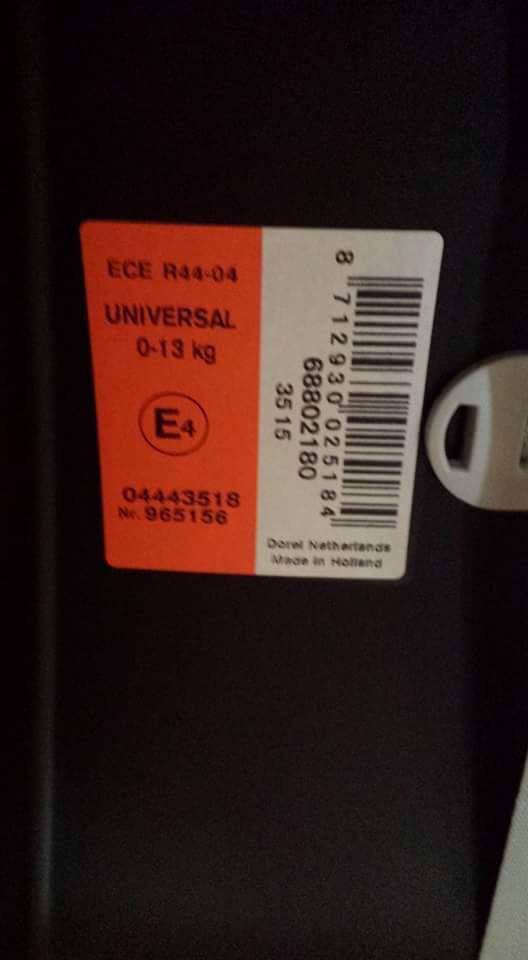 ECE R44-04
UNIVERSAL
0-13 kg
E4
04443518
Nr. 965156
8 712930 025184
68802180
3515
Dorel Netherlands
Made in Holland